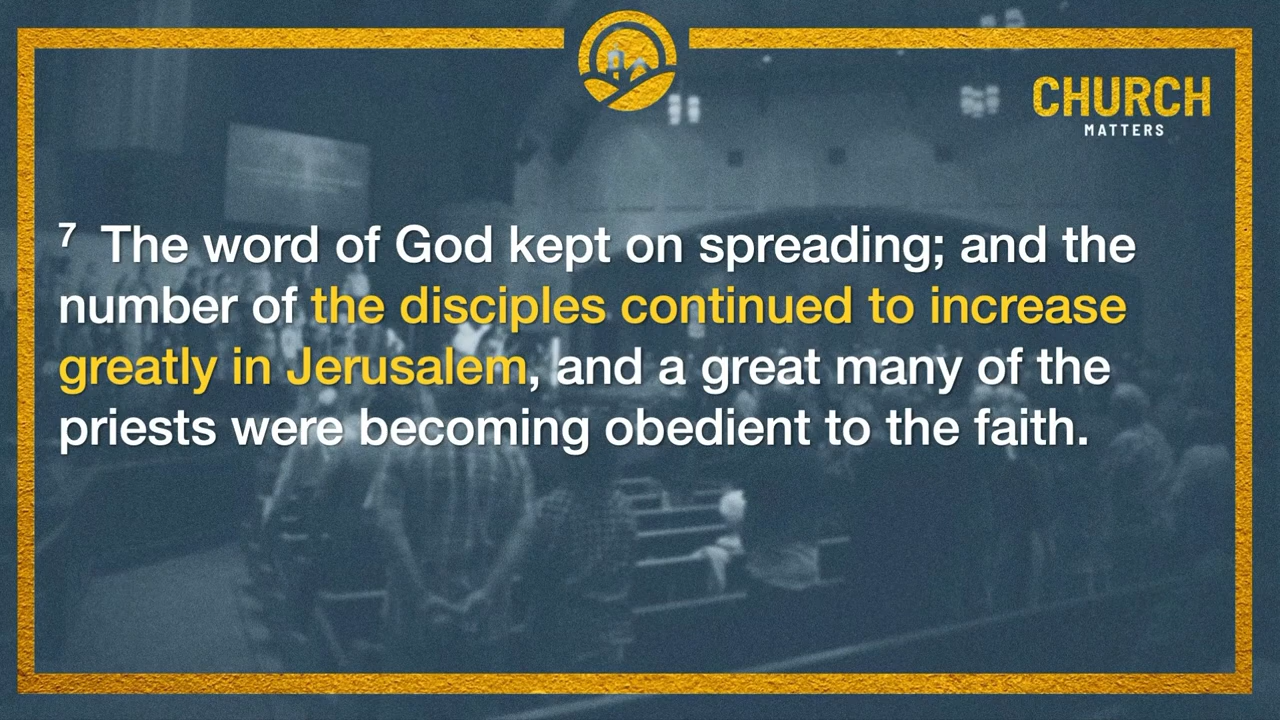 CHURCH
MATTERS
7 The word of God kept on spreading; and the
number of the disciples continued to increase
greatly in Jerusalem, and a great many of the
priests were becoming obedient to the faith.